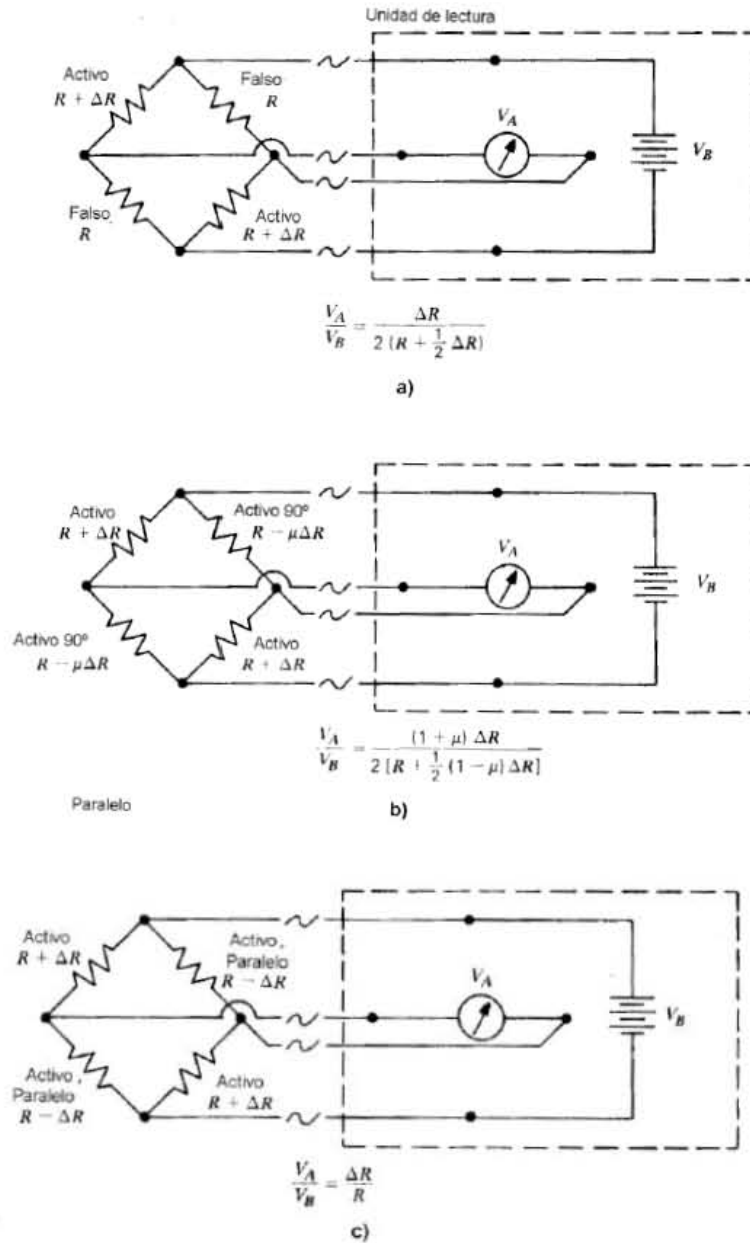 Unidad de lectura
Activo
R + ΔR
Falso
R
V_A
V_B
Falso
R
Activo
R + ΔR
V_A / V_B = ΔR / 2 (R + 1/2 ΔR)
a)
Activo
R + ΔR
Activo 90º
R − μΔR
V_A
V_B
Activo 90º
R − μΔR
Activo
R + ΔR
V_A / V_B = (1 + μ) ΔR / 2 [R + 1/2 (1 − μ) ΔR]
Paralelo
b)
Activo
R + ΔR
Activo,
Paralelo
R − ΔR
V_A
V_B
Activo,
Paralelo
R − ΔR
Activo
R + ΔR
V_A / V_B = ΔR / R
c)